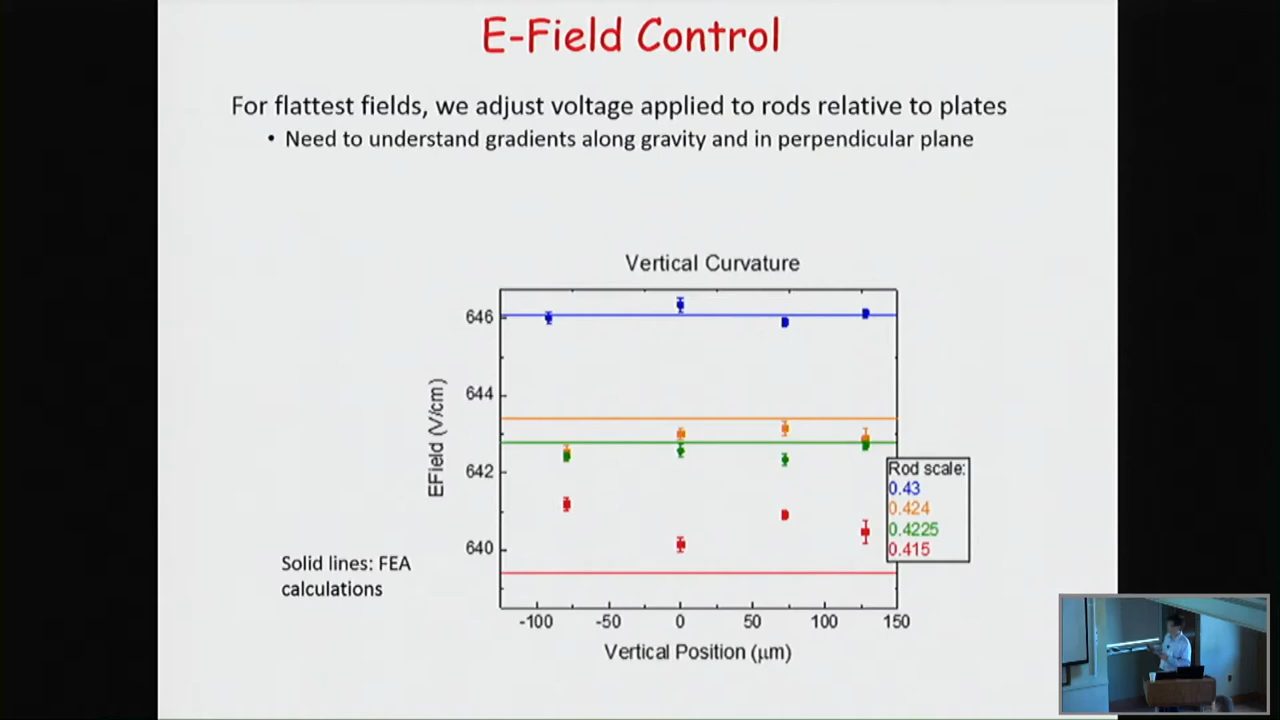 E-Field Control
For flattest fields, we adjust voltage applied to rods relative to plates
• Need to understand gradients along gravity and in perpendicular plane
Vertical Curvature
646
644
642
640
EField (V/cm)
Rod scale:
0.43
0.424
0.4225
0.415
Solid lines: FEA
calculations
-100 -50 0 50 100 150
Vertical Position (µm)